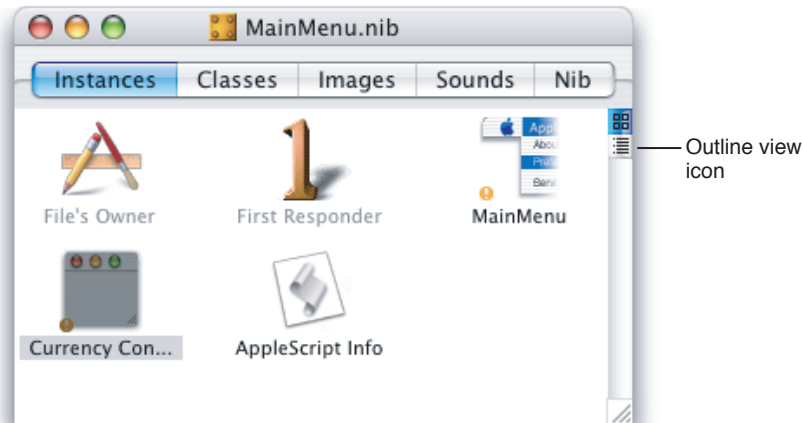 MainMenu.nib
Instances Classes Images Sounds Nib
Outline view
icon
File's Owner First Responder MainMenu
Currency Con... AppleScript Info